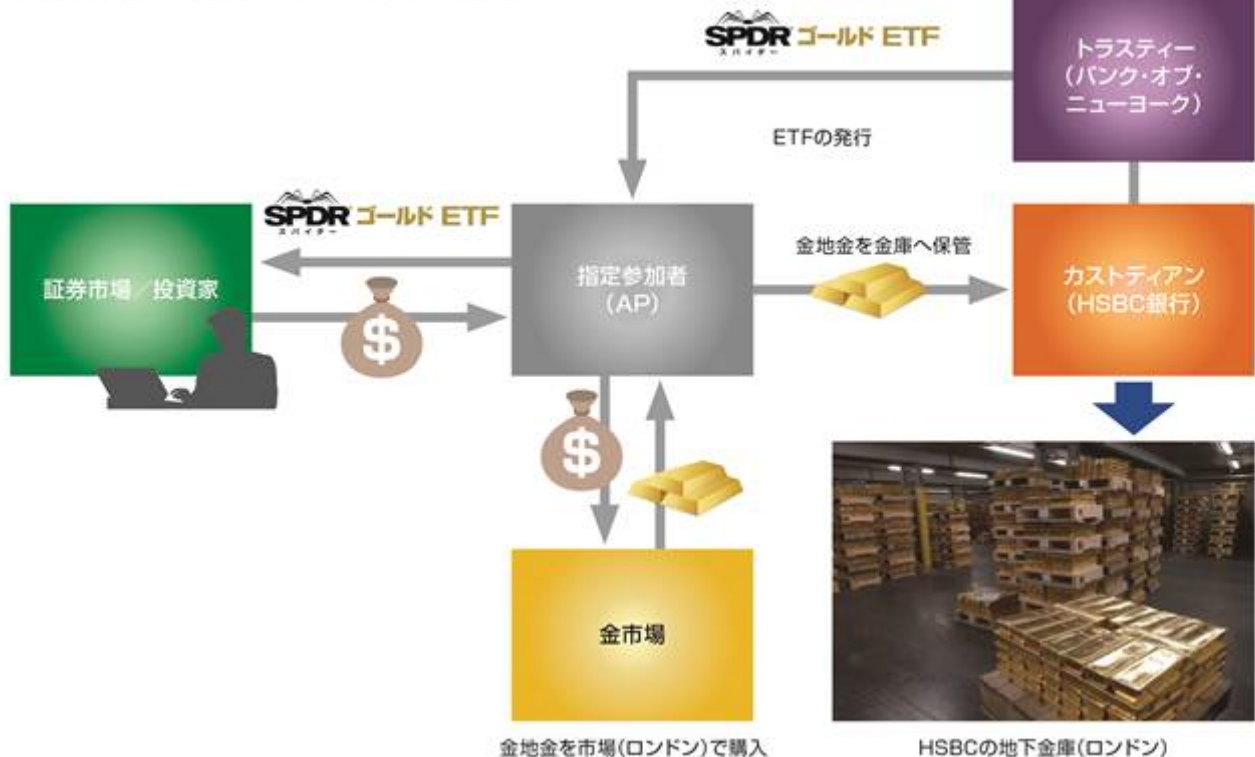 SPDR ゴールド ETF
スパイダー
トラスティー
(バンク・オブ・
ニューヨーク)
ETFの発行
SPDR ゴールド ETF
スパイダー
証券市場/投資家
$
指定参加者
(AP)
金地金を金庫へ保管
カストディアン
(HSBC銀行)
$
金市場
金地金を市場(ロンドン)で購入
HSBCの地下金庫(ロンドン)